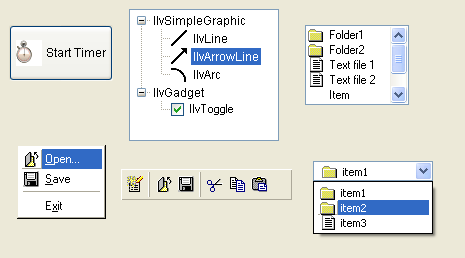 Start Timer
IlvSimpleGraphic
IlvLine
IlvArrowLine
IlvArc
IlvGadget
IlvToggle
Folder1
Folder2
Text file 1
Text file 2
Item
Open...
Save
Exit
item1
item1
item2
item3